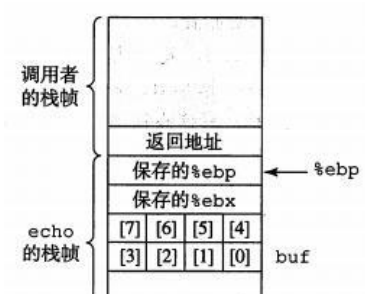 调用者
的栈帧
返回地址
保存的%ebp
%ebp
保存的%ebx
echo
的栈帧
[7] [6] [5] [4]
[3] [2] [1] [0]
buf